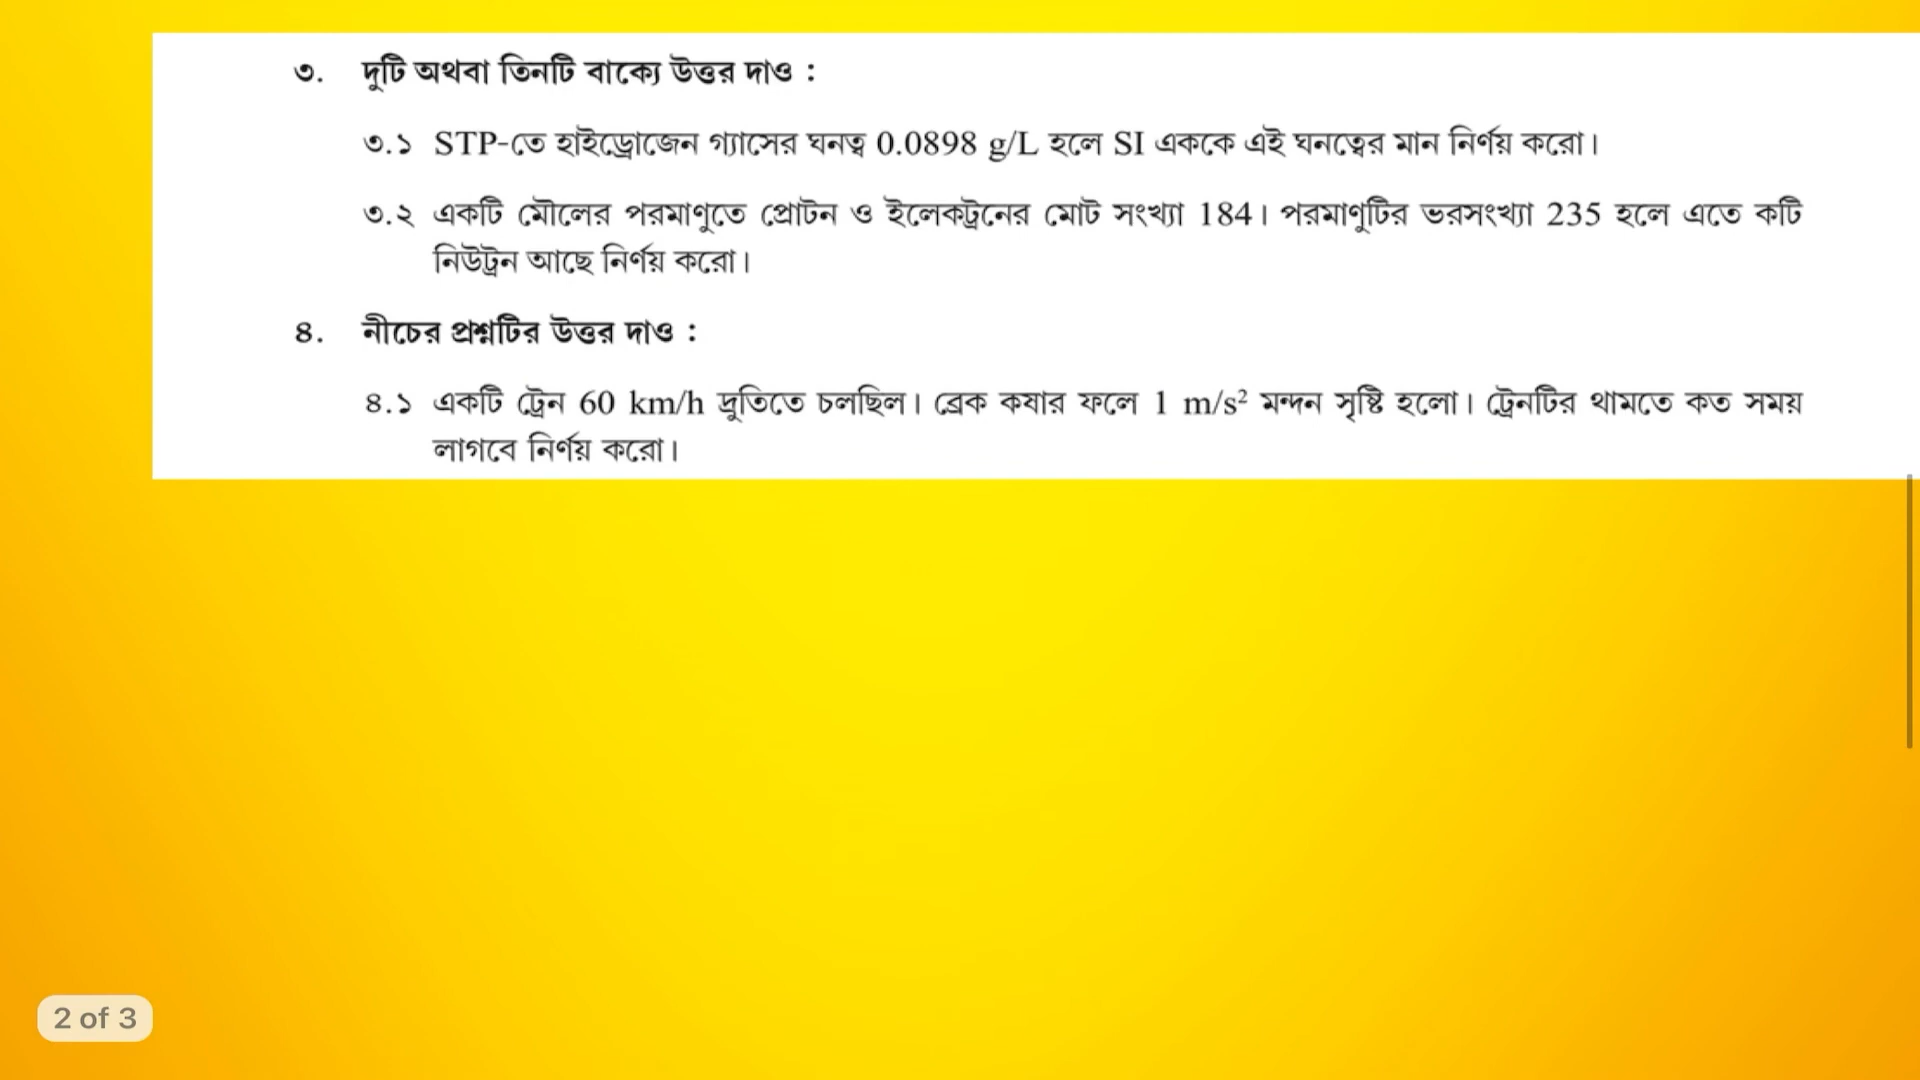 ৩. দুটি অথবা তিনটি বাক্যে উত্তর দাও :
৩.১ STP-তে হাইড্রোজেন গ্যাসের ঘনত্ব 0.0898 g/L হলে SI এককে এই ঘনত্বের মান নির্ণয় করো।
৩.২ একটি মৌলের পরমাণুতে প্রোটন ও ইলেকট্রনের মোট সংখ্যা 184। পরমাণুটির ভরসংখ্যা 235 হলে এতে কটি
নিউট্রন আছে নির্ণয় করো।
৪. নীচের প্রশ্নটির উত্তর দাও :
৪.১ একটি ট্রেন 60 km/h দ্রুতিতে চলছিল। ব্রেক কষার ফলে 1 m/s² মন্দন সৃষ্টি হলো। ট্রেনটির থামতে কত সময়
লাগবে নির্ণয় করো।
2 of 3